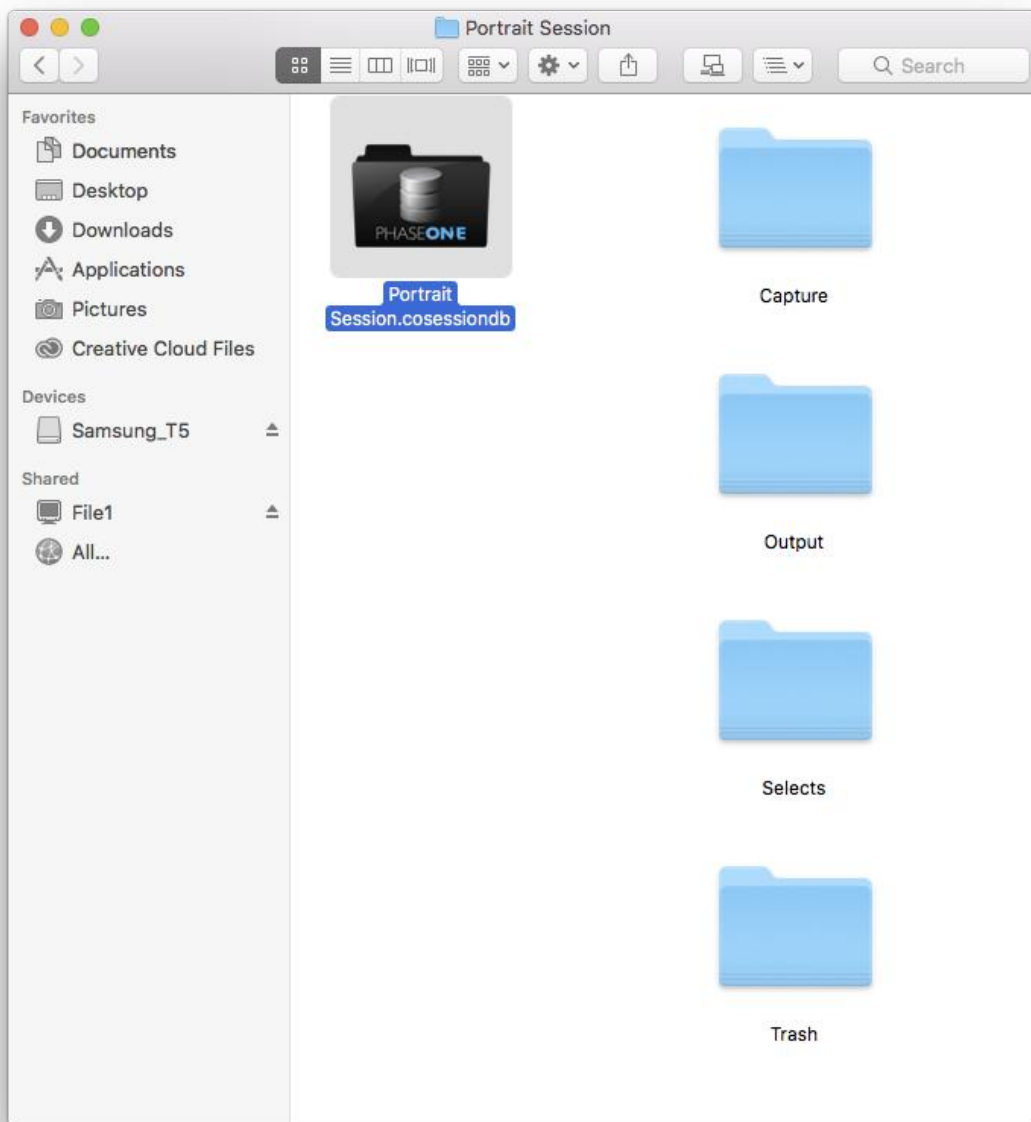 Portrait Session
Search
Favorites
Documents
Desktop
Downloads
Applications
Pictures
Creative Cloud Files
Devices
Samsung_T5
Shared
File1
All...
PHASEONE
Portrait
Session.cosessiondb
Capture
Output
Selects
Trash